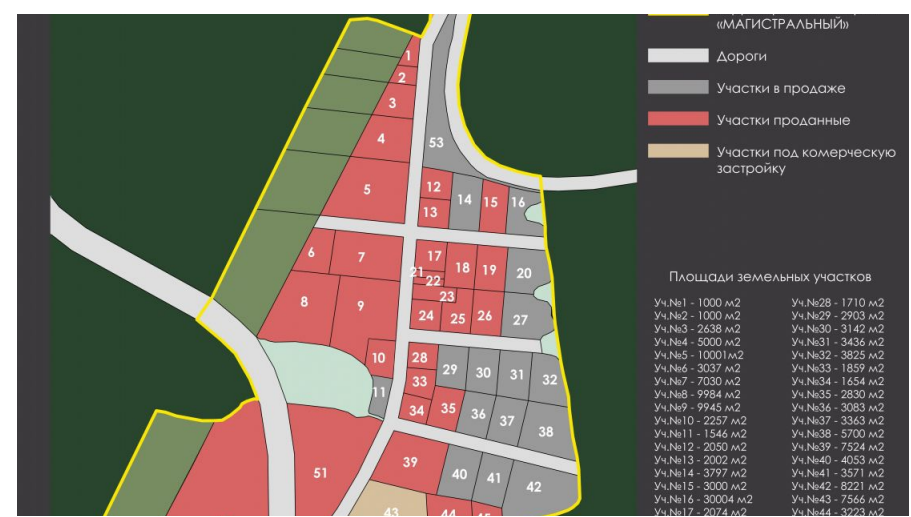 «МАГИСТРАЛЬНЫЙ»
Дороги
Участки в продаже
Участки проданные
Участки под комерческую
застройку
1
2
3
4
53
5
12
14
15
16
13
6
7
17
21
18
19
20
22
23
8
9
24
25
26
27
10
28
29
30
31
32
33
11
34
35
36
37
38
39
51
40
41
42
43
44
Площади земельных участков
Уч.№1 - 1000 м2
Уч.№2 - 1000 м2
Уч.№3 - 2638 м2
Уч.№4 - 5000 м2
Уч.№5 - 10001м2
Уч.№6 - 3037 м2
Уч.№7 - 7030 м2
Уч.№8 - 9984 м2
Уч.№9 - 9945 м2
Уч.№10 - 2257 м2
Уч.№11 - 1546 м2
Уч.№12 - 2050 м2
Уч.№13 - 2002 м2
Уч.№14 - 3797 м2
Уч.№15 - 3000 м2
Уч.№16 - 30004 м2
Уч.№17 - 2074 м2
Уч.№28 - 1710 м2
Уч.№29 - 2903 м2
Уч.№30 - 3142 м2
Уч.№31 - 3436 м2
Уч.№32 - 3825 м2
Уч.№33 - 1859 м2
Уч.№34 - 1654 м2
Уч.№35 - 2830 м2
Уч.№36 - 3083 м2
Уч.№37 - 3363 м2
Уч.№38 - 5700 м2
Уч.№39 - 7524 м2
Уч.№40 - 4053 м2
Уч.№41 - 3571 м2
Уч.№42 - 8221 м2
Уч.№43 - 7566 м2
Уч.№44 - 3223 м2